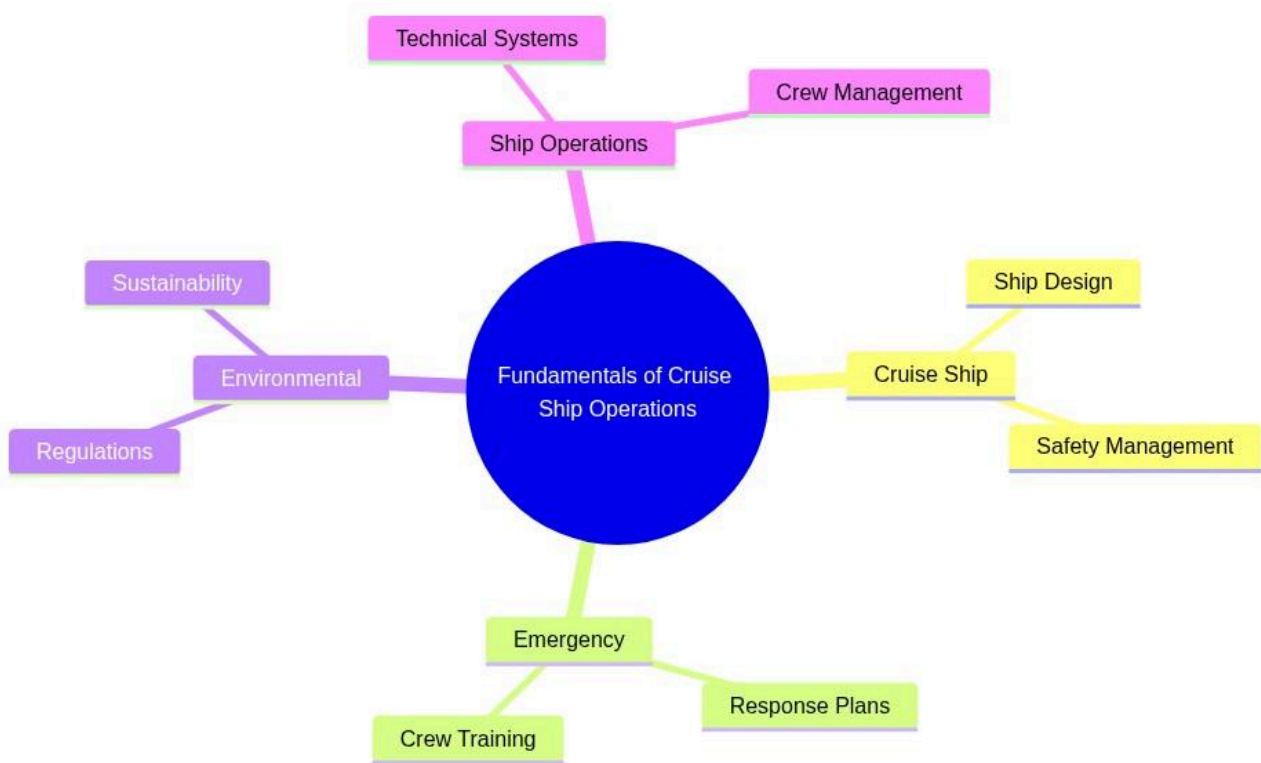 Technical Systems
Crew Management
Ship Operations
Sustainability
Ship Design
Environmental
Fundamentals of Cruise
Ship Operations
Cruise Ship
Regulations
Safety Management
Emergency
Response Plans
Crew Training